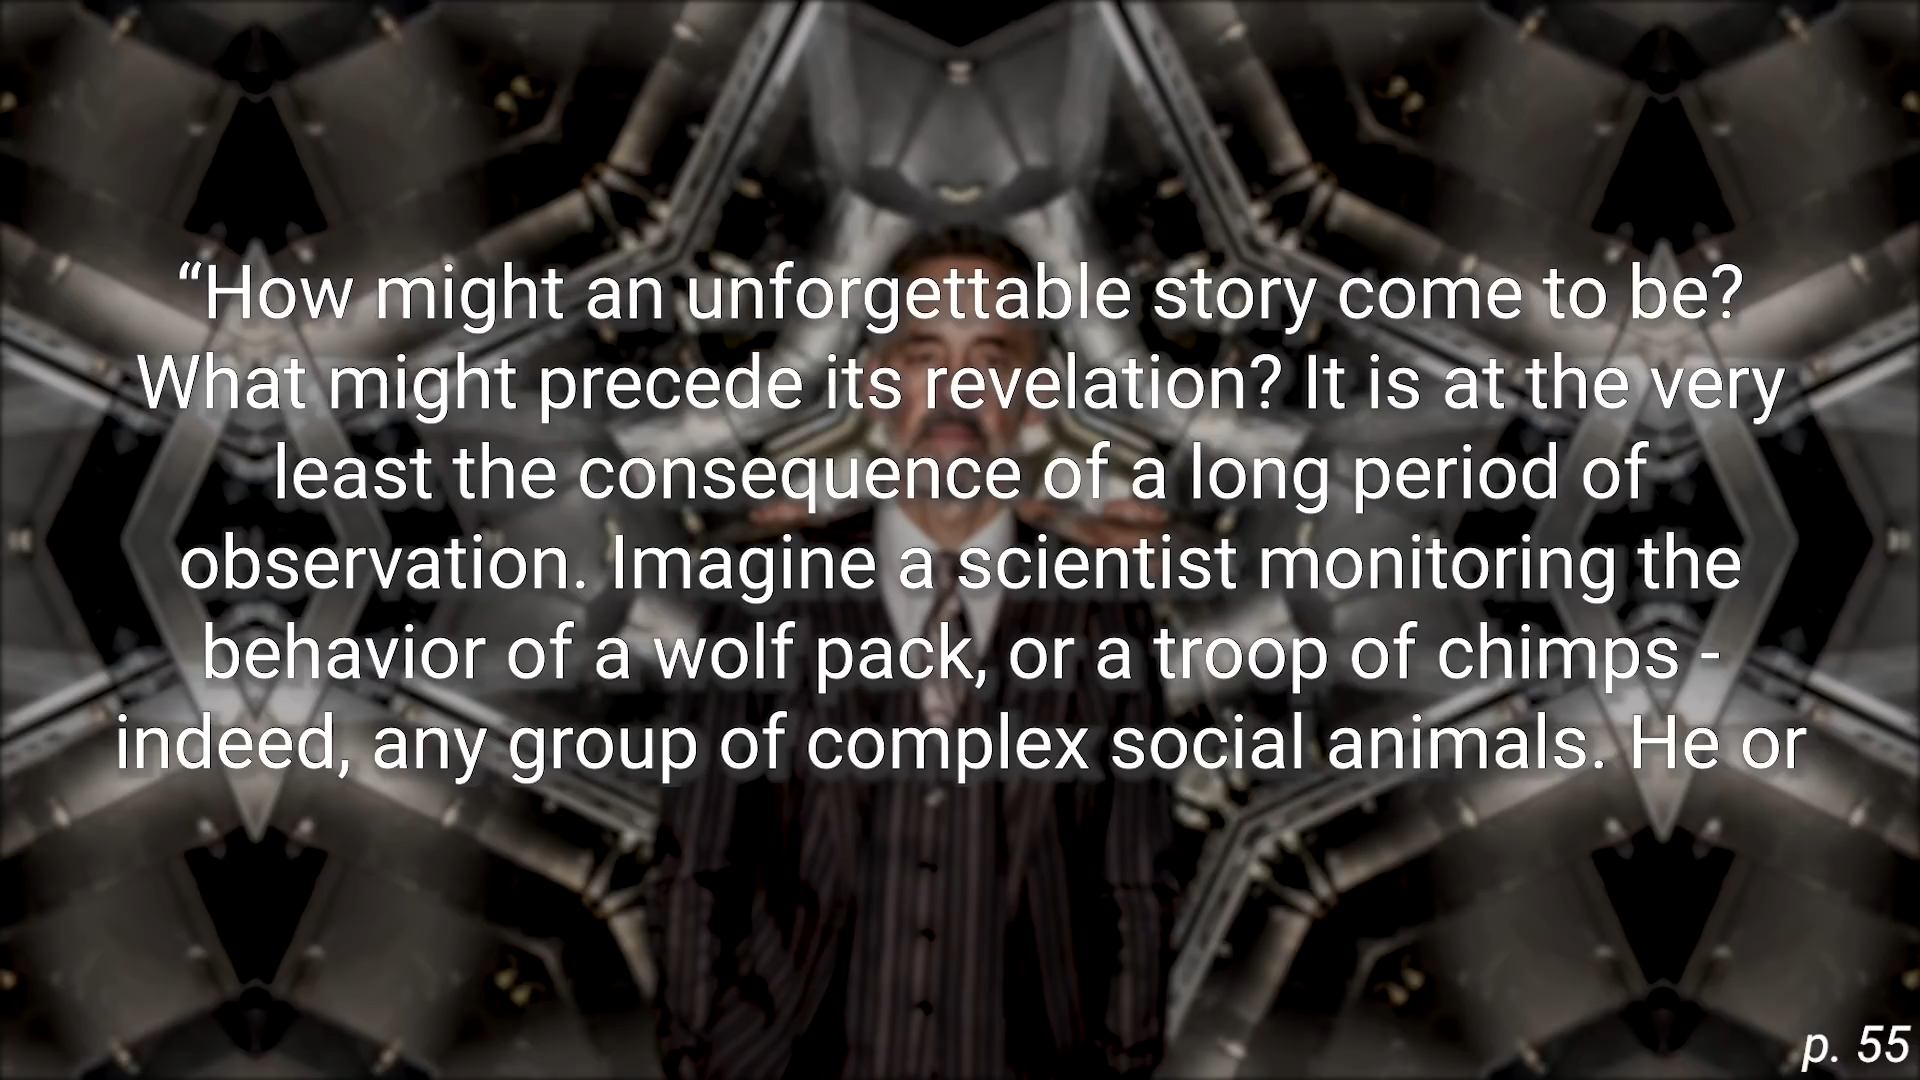 “How might an unforgettable story come to be?
What might precede its revelation? It is at the very
least the consequence of a long period of
observation. Imagine a scientist monitoring the
behavior of a wolf pack, or a troop of chimps -
indeed, any group of complex social animals. He or
p. 55